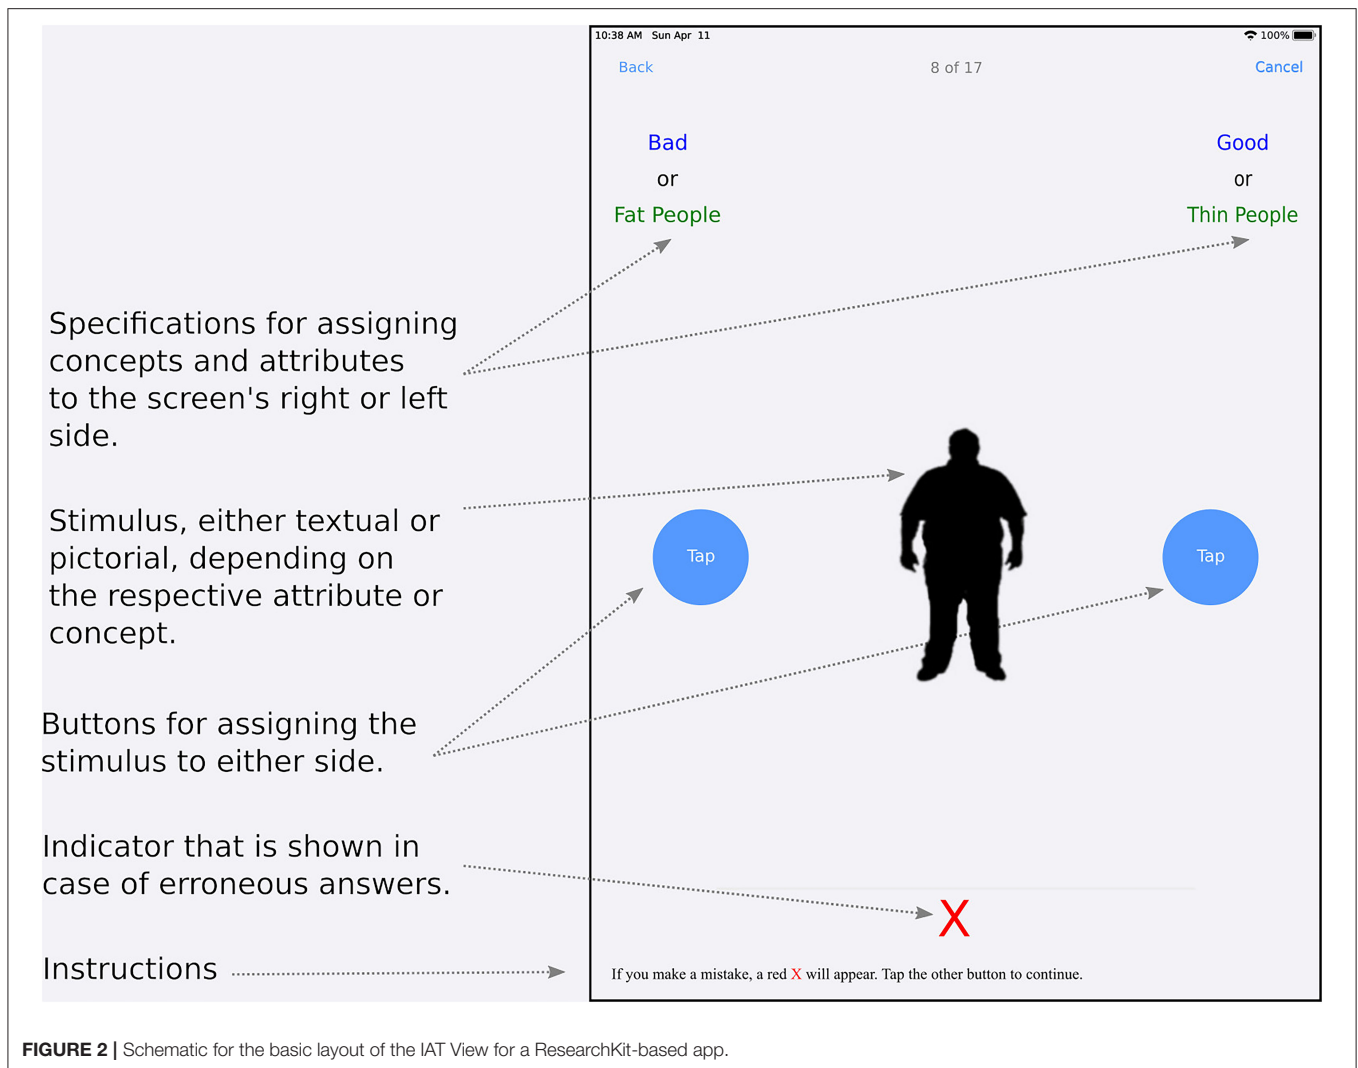 10:38 AM Sun Apr 11 100%
Back 8 of 17 Cancel
Bad
or
Fat People
Good
or
Thin People
Specifications for assigning
concepts and attributes
to the screen's right or left
side.
Stimulus, either textual or
pictorial, depending on
the respective attribute or
concept.
Tap
Tap
Buttons for assigning the
stimulus to either side.
Indicator that is shown in
case of erroneous answers.
X
Instructions
If you make a mistake, a red X will appear. Tap the other button to continue.
FIGURE 2 | Schematic for the basic layout of the IAT View for a ResearchKit-based app.